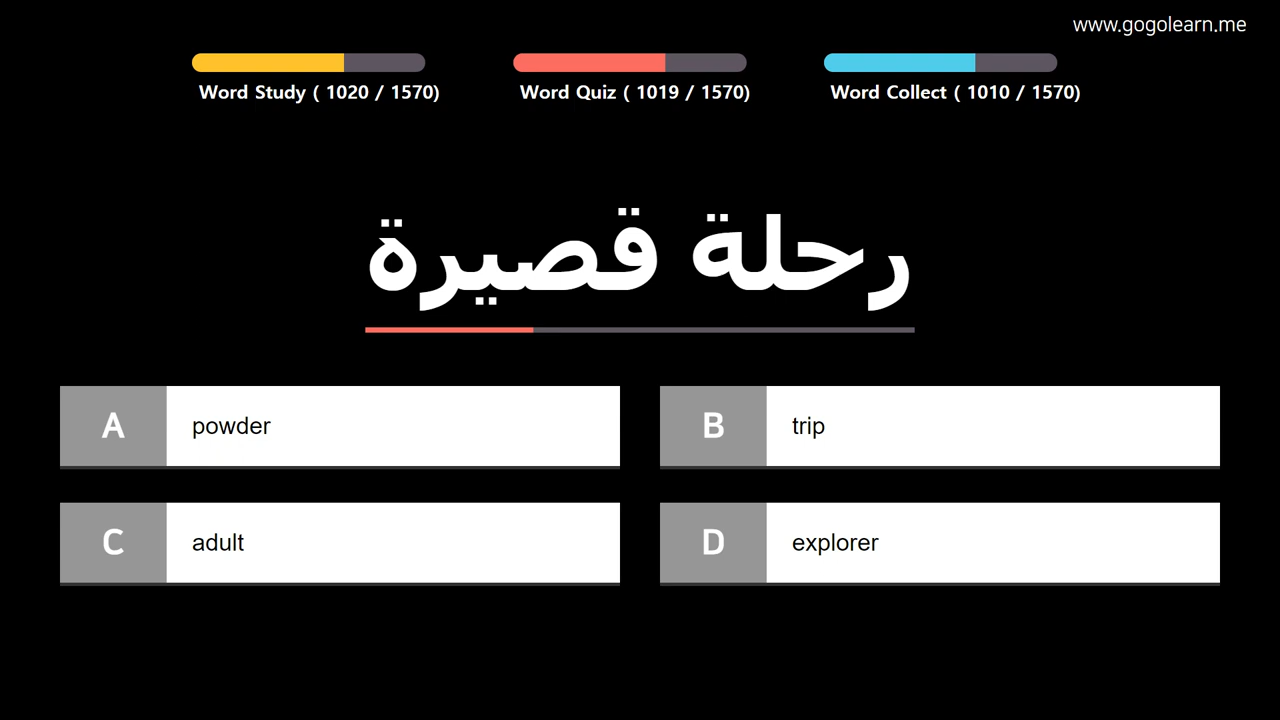 www.gogolearn.me
Word Study ( 1020 / 1570)
Word Quiz ( 1019 / 1570)
Word Collect ( 1010 / 1570)
رحلة قصيرة
A powder
B trip
C adult
D explorer